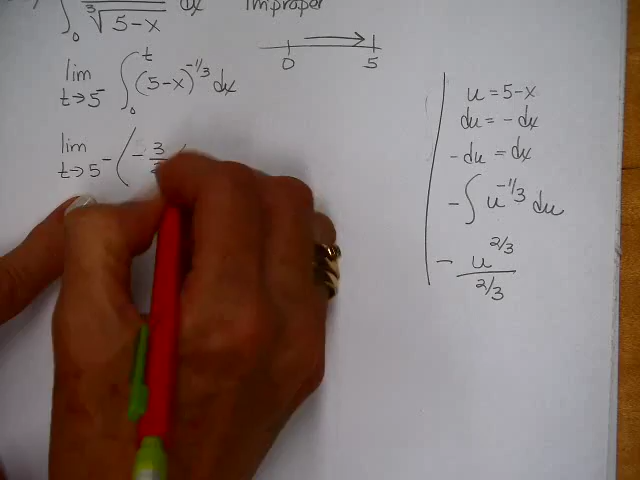 ∫₀ ∛(5-x) dx Improper
0 5
lim t→5⁻ ∫₀ᵗ (5-x)^(-1/3) dx
lim t→5⁻ (- 3
u = 5-x
du = - dx
- du = dx
- ∫ u^(-1/3) du
- u^(2/3)
2/3